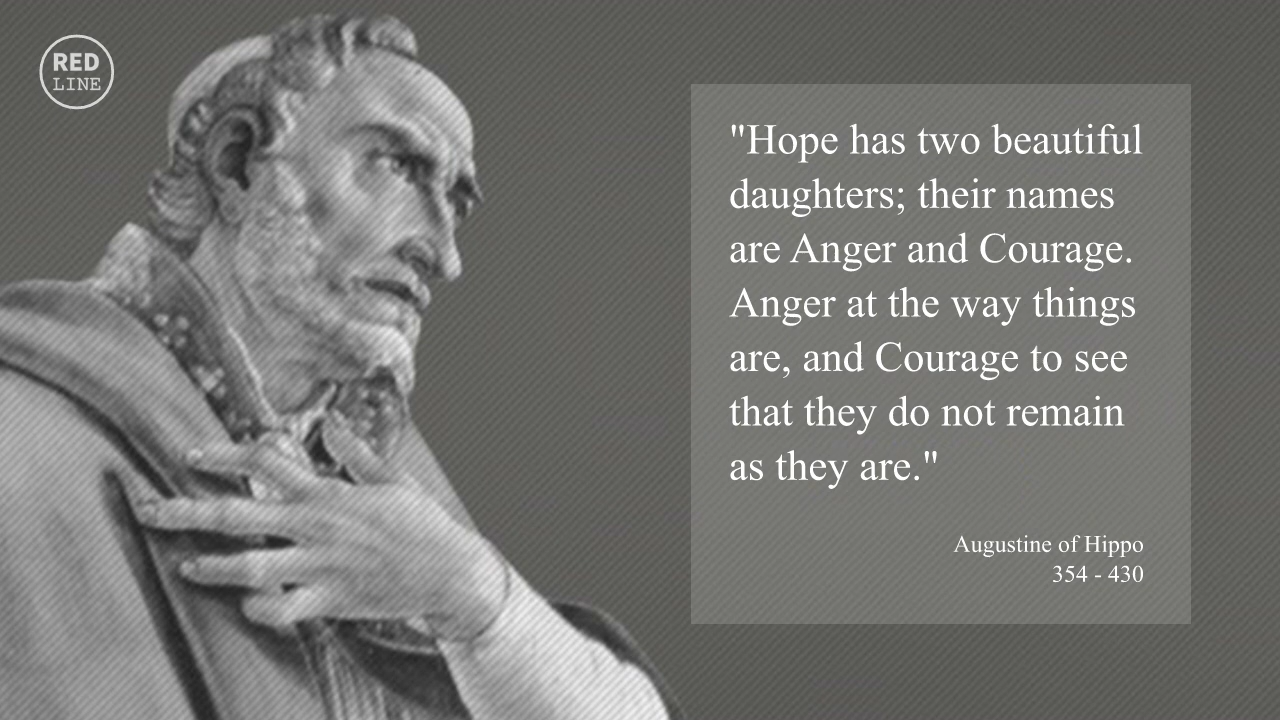 RED
LINE
"Hope has two beautiful
daughters; their names
are Anger and Courage.
Anger at the way things
are, and Courage to see
that they do not remain
as they are."
Augustine of Hippo
354 - 430